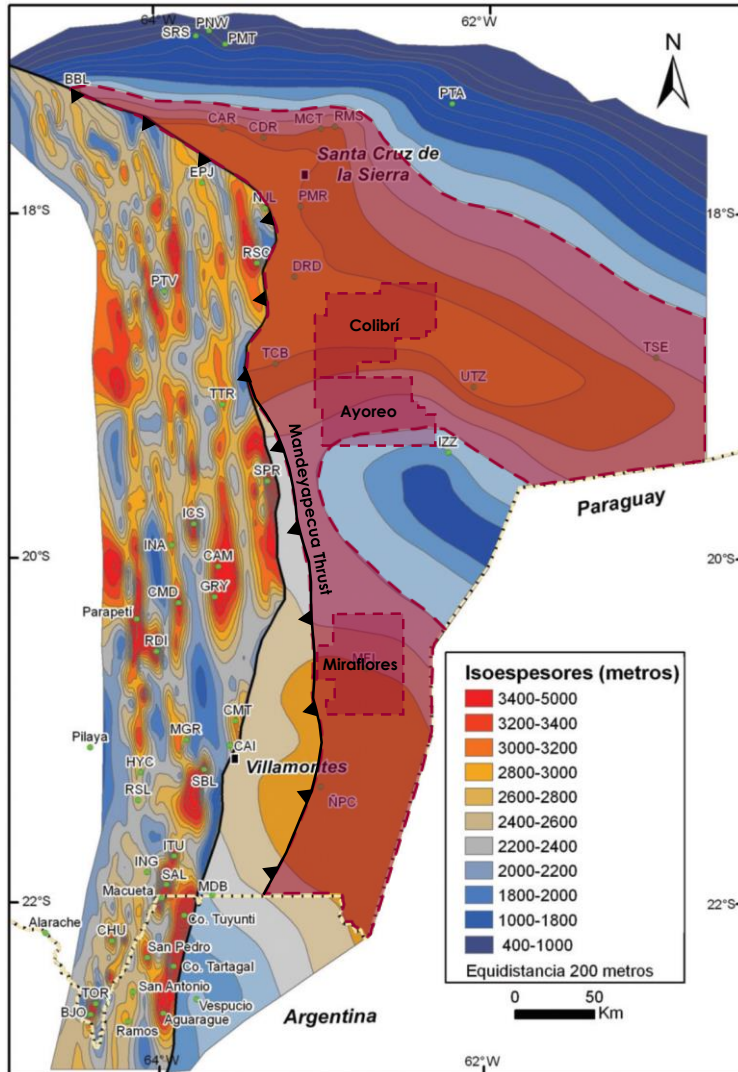 64°W
62°W
PNW
SRS
PMT
N
BBL
PTA
CAR
MCT
RMS
CDR
Santa Cruz de
la Sierra
EPJ
NJL
PMR
18°S
18°S
RSC
DRD
PTV
Colibrí
TCB
TSE
UTZ
TTR
Ayoreo
IZZ
Mandeyapecua Thrust
SPR
Paraguay
ICS
INA
CAM
20°S
20°S
CMD
GRY
Parapetí
RDI
Miraflores
Isoespesores (metros)
3400-5000
3200-3400
3000-3200
2800-3000
2600-2800
2400-2600
2200-2400
2000-2200
1800-2000
1000-1800
400-1000
Equidistancia 200 metros
0 50
Km
CMT
MGR
Pilaya
CAI
HYC
Villamontes
SBL
RSL
ÑPC
ITU
ING
SAL
Macueta
MDB
22°S
22°S
Alarache
CHU
Co. Tuyunti
San Pedro
Co. Tartagal
TOR
San Antonio
Vespucio
BJO
Aguarague
Ramos
Argentina
64°W
62°W